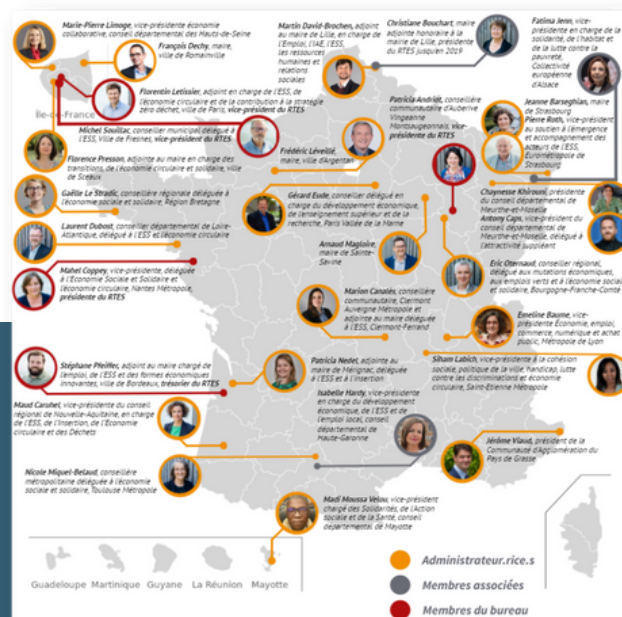 Marie-Pierre Limoge, vice-présidente économie
collaborative, conseil départemental des Hauts-de-Seine
François Dechy, maire,
ville de Romainville
Florentin Letissier, adjoint en charge de l'ESS, de
l'économie circulaire et de la contribution à la stratégie
zéro déchet, ville de Paris, vice-président du RTES
Île-de-France
Michel Souillac, conseiller municipal délégué à
l'ESS, Ville de Fresnes, vice-président du RTES
Florence Presson, adjointe au maire en charge des
transitions, de l'économie circulaire et solidaire, ville
de Sceaux
Gaëlle Le Stradic, conseillère régionale déléguée à
l'économie sociale et solidaire, Région Bretagne
Laurent Dubost, conseiller départemental de Loire-
Atlantique, délégué à l'ESS et l'économie circulaire
Mahel Coppey, vice-présidente, déléguée
à l'Économie Sociale et Solidaire et
l'économie circulaire, Nantes Métropole,
présidente du RTES
Stéphane Pfeiffer, adjoint au maire chargé de
l'emploi, de l'ESS et des formes économiques
innovantes, ville de Bordeaux, trésorier du RTES
Maud Caruhel, vice-présidente du conseil
régional de Nouvelle-Aquitaine, en charge
de l'ESS, de l'Insertion, de l'Économie
circulaire et des Déchets
Nicole Miquel-Belaud, conseillère
métropolitaine déléguée à l'économie
sociale et solidaire, Toulouse Métropole
Martin David-Brochen, adjoint
au maire de Lille, en charge de
l'Emploi, l'IAE, l'ESS,
les ressources
humaines et
relations
sociales
Christiane Bouchart, maire
adjointe honoraire à la
mairie de Lille, présidente
du RTES jusqu'en 2019
Fatima Jenn, vice-
présidente en charge de la
solidarité, de l'habitat et
de la lutte contre la
pauvreté,
Collectivité
européenne
d'Alsace
Patricia Andriot, conseillère
communautaire d'Auberive
Vingeanne
Montsaugeonnais, vice-
présidente du RTES
Jeanne Barseghian, maire de
Strasbourg
Pierre Roth, vice-président
au soutien à l'émergence et
accompagnement des
acteurs de l'ESS,
Eurométropole de
Strasbourg
Frédéric Léveillé,
maire, ville d'Argentan
Gérard Eude, conseiller délégué en
charge du développement économique,
de l'enseignement supérieur et de la
recherche, Paris Vallée de la Marne
Chaynesse Khirouni, présidente
du conseil départemental de
Meurthe-et-Moselle
Antony Caps, vice-président du
conseil départemental de
Meurthe-et-Moselle, délégué à
l'attractivité suppléant
Arnaud Magloire,
maire de Sainte-
Savine
Eric Oternaud, conseiller régional,
délégué aux mutations économiques,
aux emplois verts et à l'économie sociale
et solidaire, Bourgogne-Franche-Comté
Marion Canalès, conseillère
communautaire, Clermont
Auvergne Métropole et
adjointe au maire déléguée
à l'ESS, Clermont-Ferrand
Emeline Baume, vice-
présidente Économie, emploi,
commerce, numérique et achat
public, Métropole de Lyon
Patricia Nedel, adjointe au
maire de Mérignac, déléguée
à l'ESS et à l'insertion
Siham Labich, vice-présidente à la cohésion
sociale, politique de la ville, handicap, lutte
contre les discriminations et économie
circulaire, Saint-Étienne Métropole
Isabelle Hardy, vice-présidente
en charge du développement
économique, de l'ESS et de
l'emploi local, conseil
départemental de
Haute-Garonne
Jérôme Viaud, président de la
Communauté d'Agglomération du
Pays de Grasse
Madi Moussa Velou, vice-président
chargé des Solidarités, de l'Action
sociale et de la Santé, conseil
départemental de Mayotte
Guadeloupe
Martinique
Guyane
La Réunion
Mayotte
Administrateur.rice.s
Membres associées
Membres du bureau